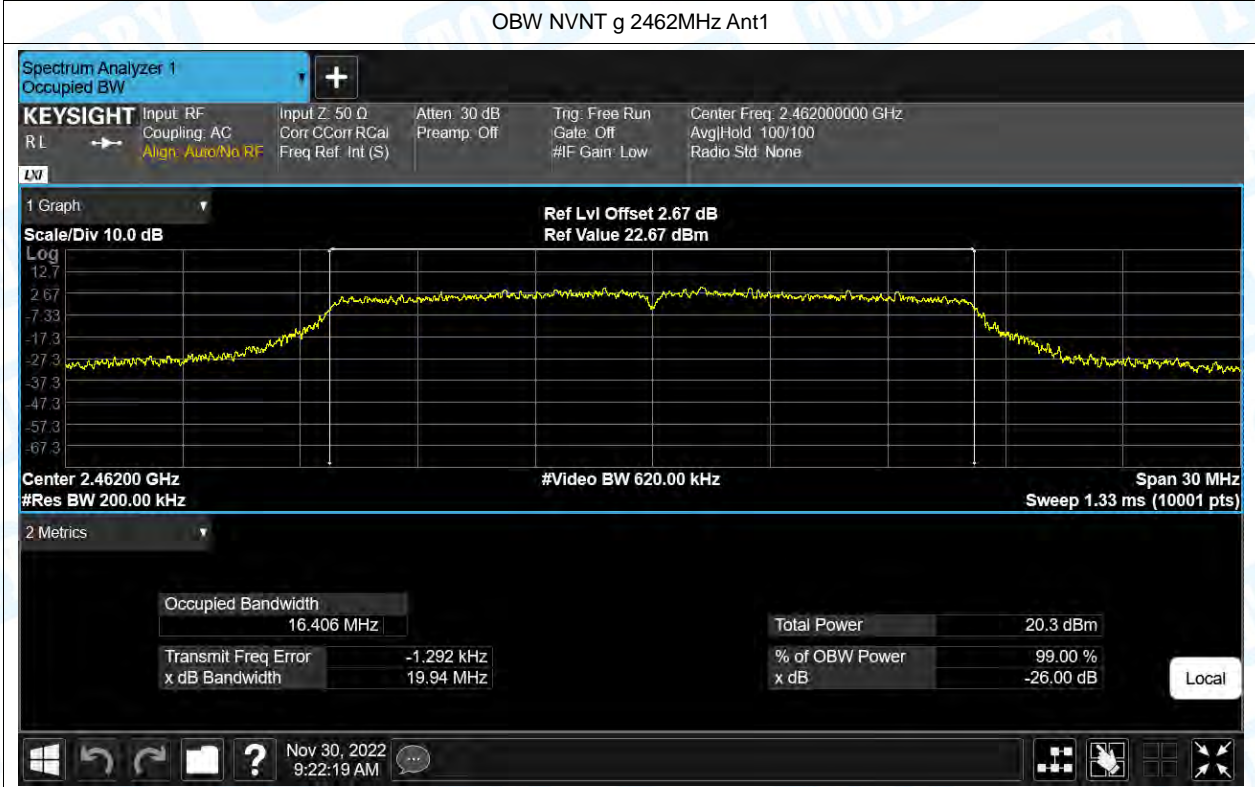 OBW NVNT g 2462MHz Ant1
Spectrum Analyzer 1
Occupied BW
KEYSIGHT
R L
LXI
Input: RF
Coupling: AC
Align: Auto/No RF
Input Z: 50 Ω
Corr CCorr RCal
Freq Ref: Int (S)
Atten: 30 dB
Preamp: Off
Trig: Free Run
Gate: Off
#IF Gain: Low
Center Freq: 2.462000000 GHz
Avg|Hold: 100/100
Radio Std: None
1 Graph
Scale/Div 10.0 dB
Ref Lvl Offset 2.67 dB
Ref Value 22.67 dBm
Log
12.7
2.67
-7.33
-17.3
-27.3
-37.3
-47.3
-57.3
-67.3
Center 2.46200 GHz
#Res BW 200.00 kHz
#Video BW 620.00 kHz
Span 30 MHz
Sweep 1.33 ms (10001 pts)
2 Metrics
Occupied Bandwidth
16.406 MHz
Transmit Freq Error -1.292 kHz
x dB Bandwidth 19.94 MHz
Total Power 20.3 dBm
% of OBW Power 99.00 %
x dB -26.00 dB
Local
Nov 30, 2022
9:22:19 AM